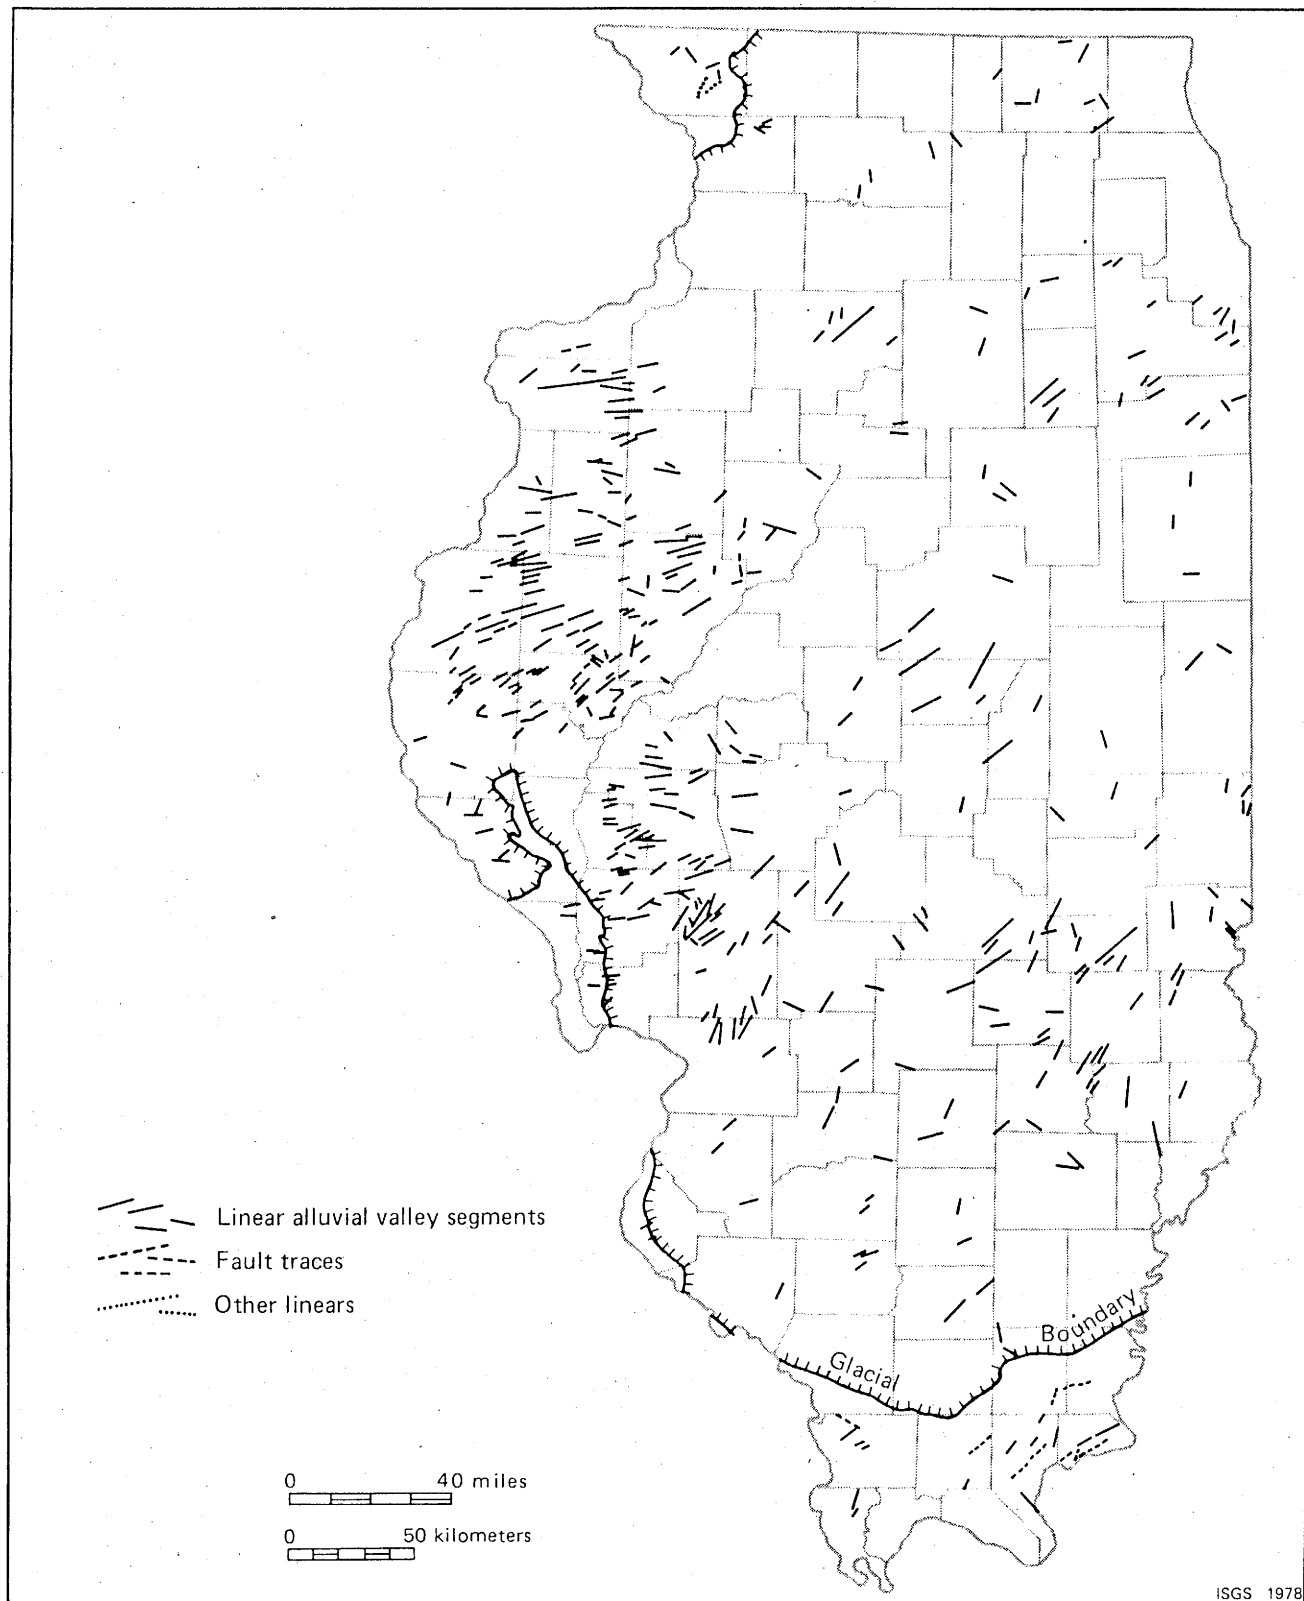 Linear alluvial valley segments
Fault traces
Other linears
Glacial Boundary
0 40 miles
0 50 kilometers
ISGS 1978